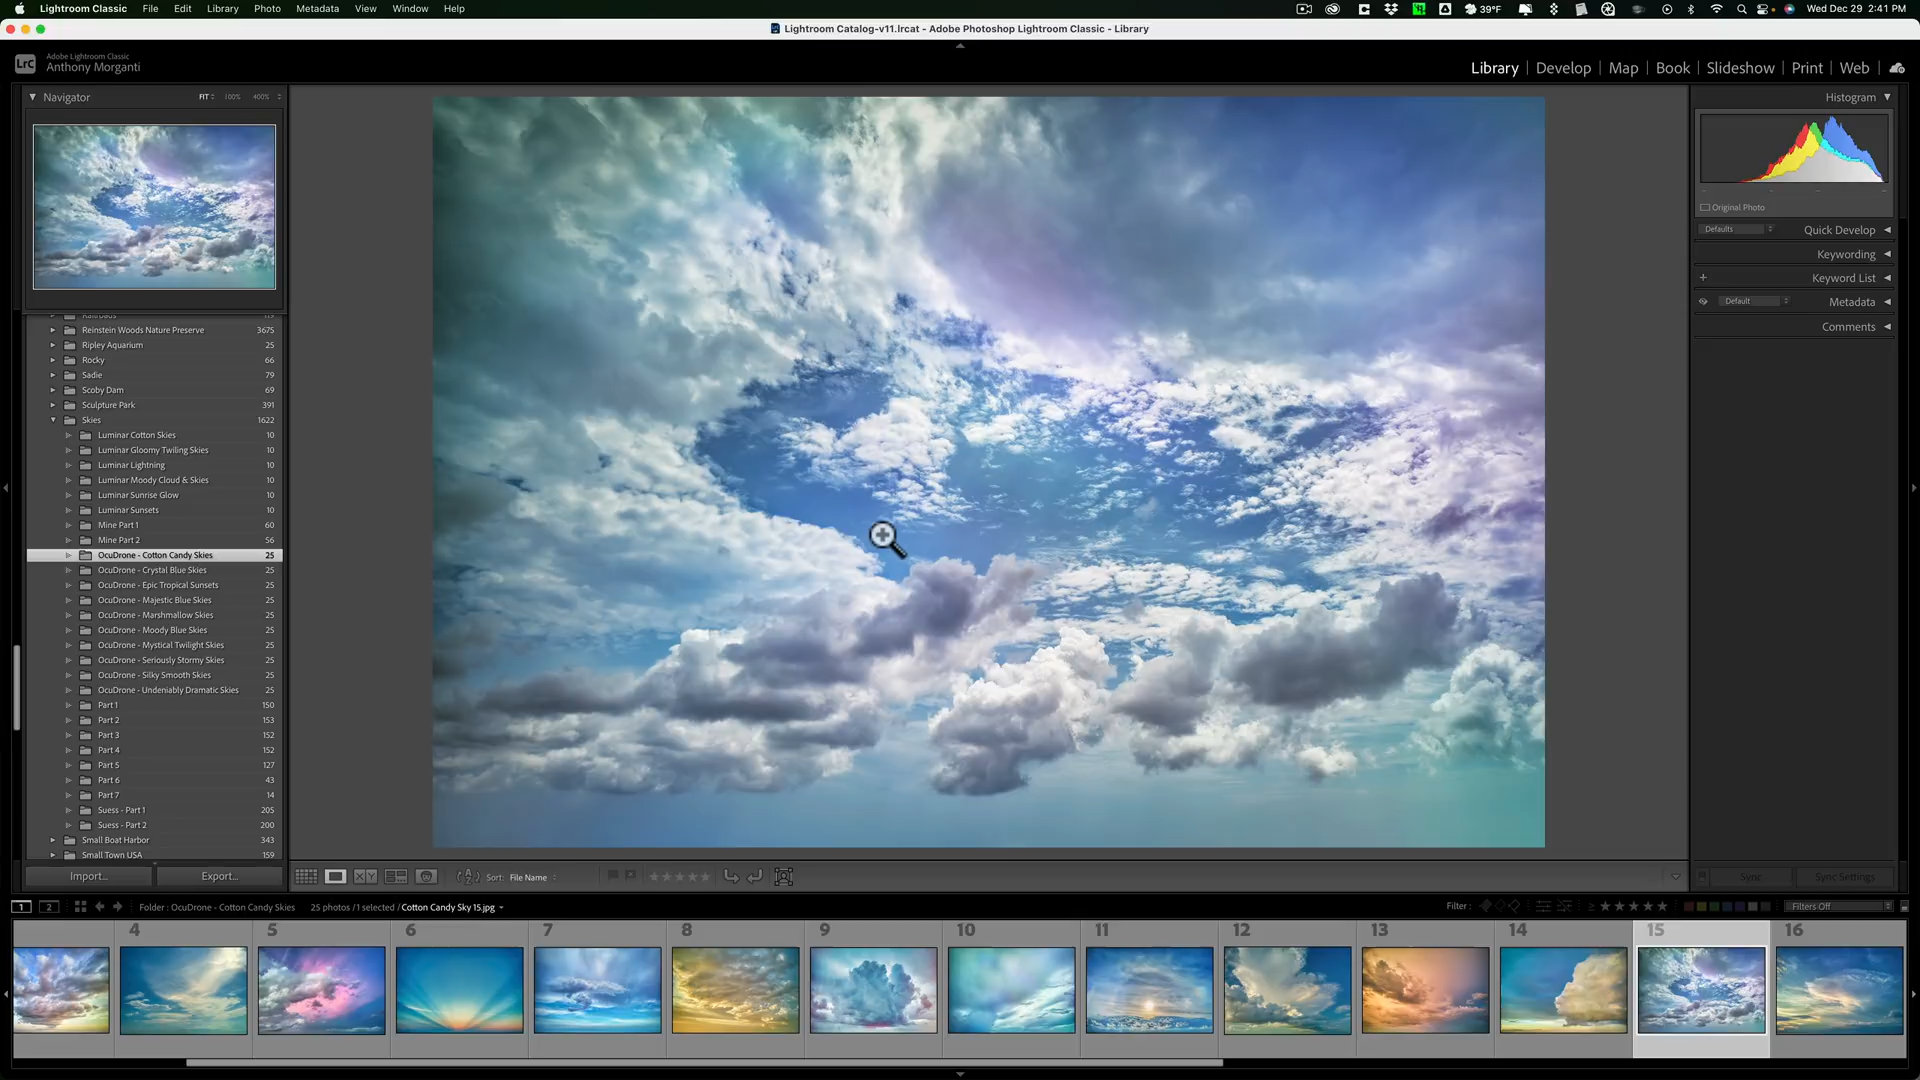 Lightroom Classic File Edit Library Photo Metadata View Window Help
39°F Wed Dec 29 2:41 PM
Lightroom Catalog-v11.lrcat - Adobe Photoshop Lightroom Classic - Library
LrC
Adobe Lightroom Classic
Anthony Morganti
Library | Develop | Map | Book | Slideshow | Print | Web
Navigator FIT 100% 400%
Histogram
Original Photo
Defaults Quick Develop
Keywording
Keyword List
Default Metadata
Comments
Railroads 119
Reinstein Woods Nature Preserve 3675
Ripley Aquarium 25
Rocky 66
Sadie 79
Scoby Dam 69
Sculpture Park 391
Skies 1622
Luminar Cotton Skies 10
Luminar Gloomy Twiling Skies 10
Luminar Lightning 10
Luminar Moody Cloud & Skies 10
Luminar Sunrise Glow 10
Luminar Sunsets 10
Mine Part 1 60
Mine Part 2 56
OcuDrone - Cotton Candy Skies 25
OcuDrone - Crystal Blue Skies 25
OcuDrone - Epic Tropical Sunsets 25
OcuDrone - Majestic Blue Skies 25
OcuDrone - Marshmallow Skies 25
OcuDrone - Moody Blue Skies 25
OcuDrone - Mystical Twilight Skies 25
OcuDrone - Seriously Stormy Skies 25
OcuDrone - Silky Smooth Skies 25
OcuDrone - Undeniably Dramatic Skies 25
Part 1 150
Part 2 153
Part 3 152
Part 4 152
Part 5 127
Part 6 43
Part 7 14
Suess - Part 1 205
Suess - Part 2 200
Small Boat Harbor 343
Small Town USA 159
Import... Export...
XY Sort: File Name
Sync Sync Settings
1 2 Folder : OcuDrone - Cotton Candy Skies 25 photos /1 selected /Cotton Candy Sky 15.jpg
Filter : Filters Off
4 5 6 7 8 9 10 11 12 13 14 15 16